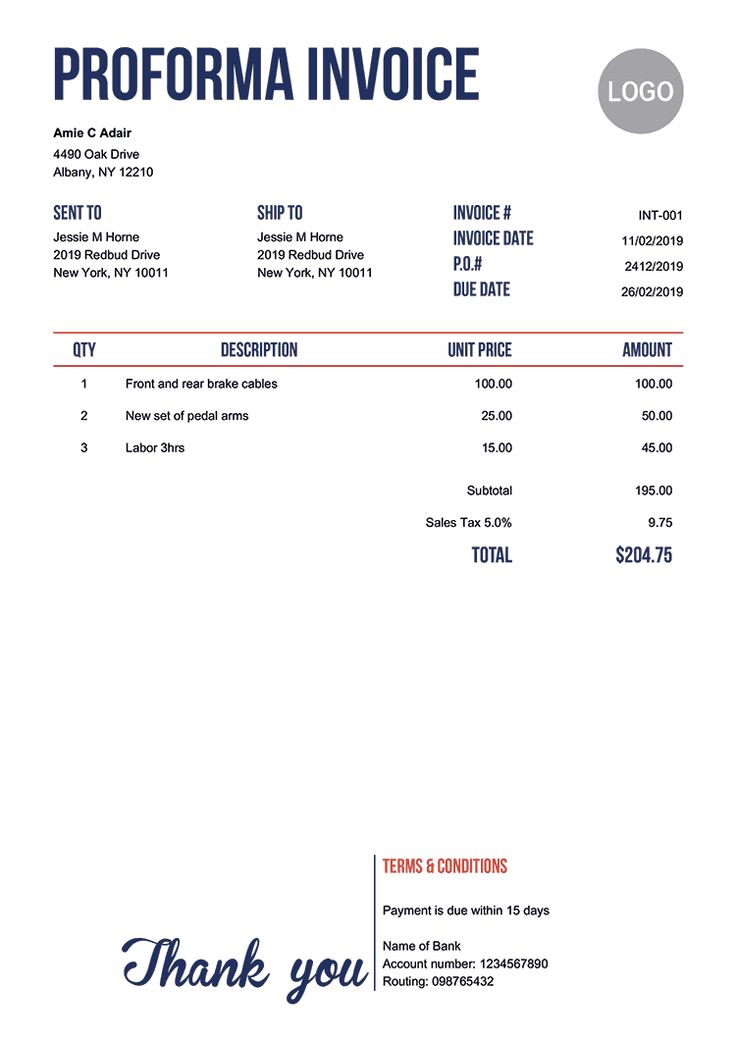 PROFORMA INVOICE
LOGO
Amie C Adair
4490 Oak Drive
Albany, NY 12210
SENT TO
Jessie M Horne
2019 Redbud Drive
New York, NY 10011
SHIP TO
Jessie M Horne
2019 Redbud Drive
New York, NY 10011
INVOICE # INT-001
INVOICE DATE 11/02/2019
P.O.# 2412/2019
DUE DATE 26/02/2019
QTY DESCRIPTION UNIT PRICE AMOUNT
1 Front and rear brake cables 100.00 100.00
2 New set of pedal arms 25.00 50.00
3 Labor 3hrs 15.00 45.00
Subtotal 195.00
Sales Tax 5.0% 9.75
TOTAL $204.75
Thank you
TERMS & CONDITIONS
Payment is due within 15 days
Name of Bank
Account number: 1234567890
Routing: 098765432